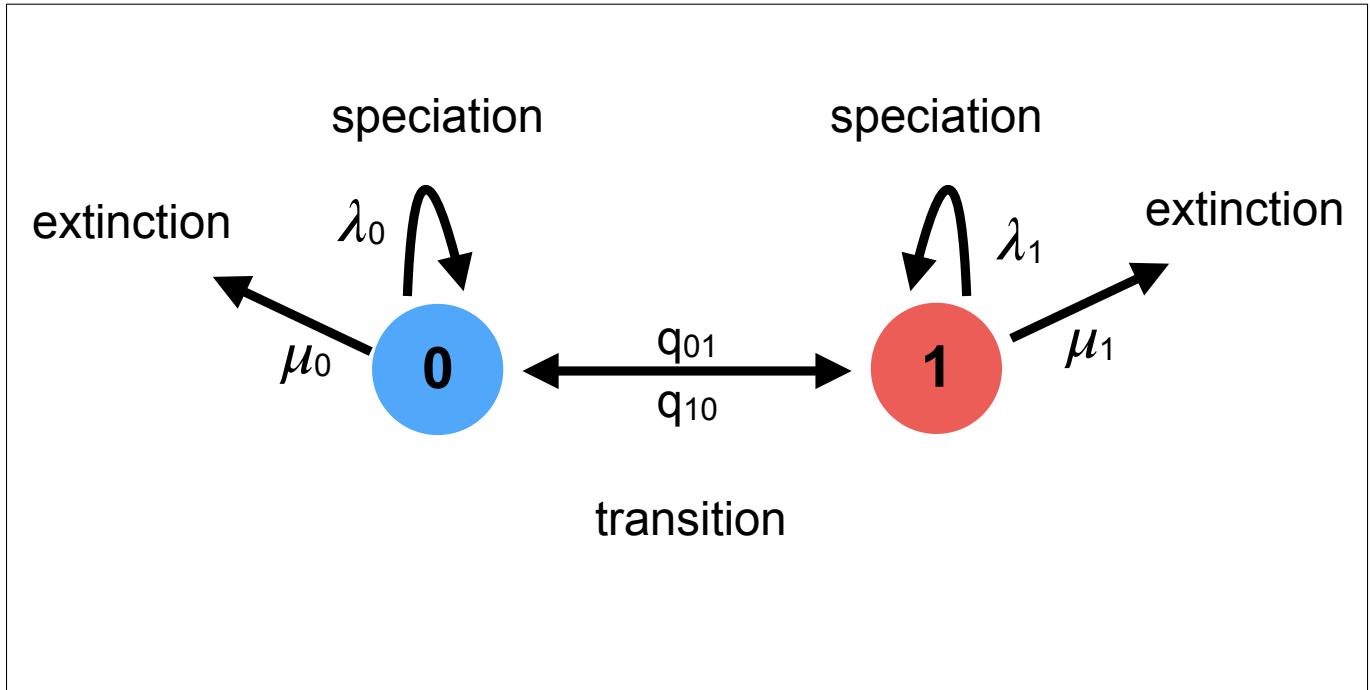 speciation
speciation
extinction
λ0
λ1
extinction
μ0
0
q01
q10
1
μ1
transition